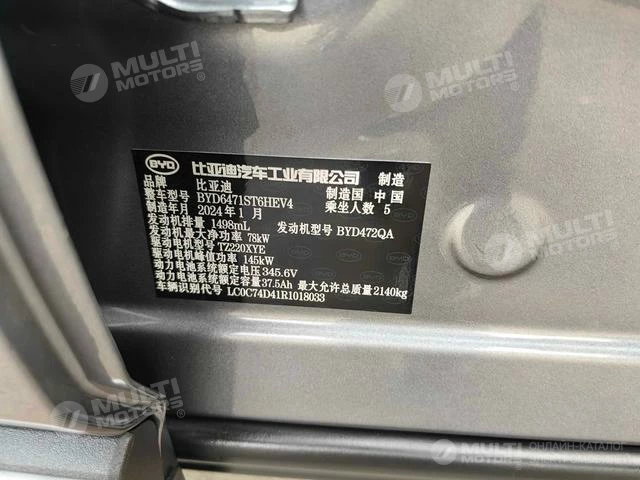 BYD 比亚迪汽车工业有限公司 制造
品牌 比亚迪 制造国 中国
整车型号 BYD6471ST6HEV4 乘坐人数 5
制造年月 2024年1月
发动机排量 1498mL 发动机型号 BYD472QA
发动机最大净功率 78kW
驱动电机型号 TZ220XYE
驱动电机峰值功率 145kW
动力电池系统额定电压 345.6V
动力电池系统额定容量 37.5Ah 最大允许总质量 2140kg
车辆识别代号 LC0C74D41R1018033
MULTI MOTORS
MULTI MOTORS
MULTI MOTORS
MULTI MOTORS
MULTI MOTORS
MULTI MOTORS
MULTI
ОНЛАЙН-КАТАЛОГ